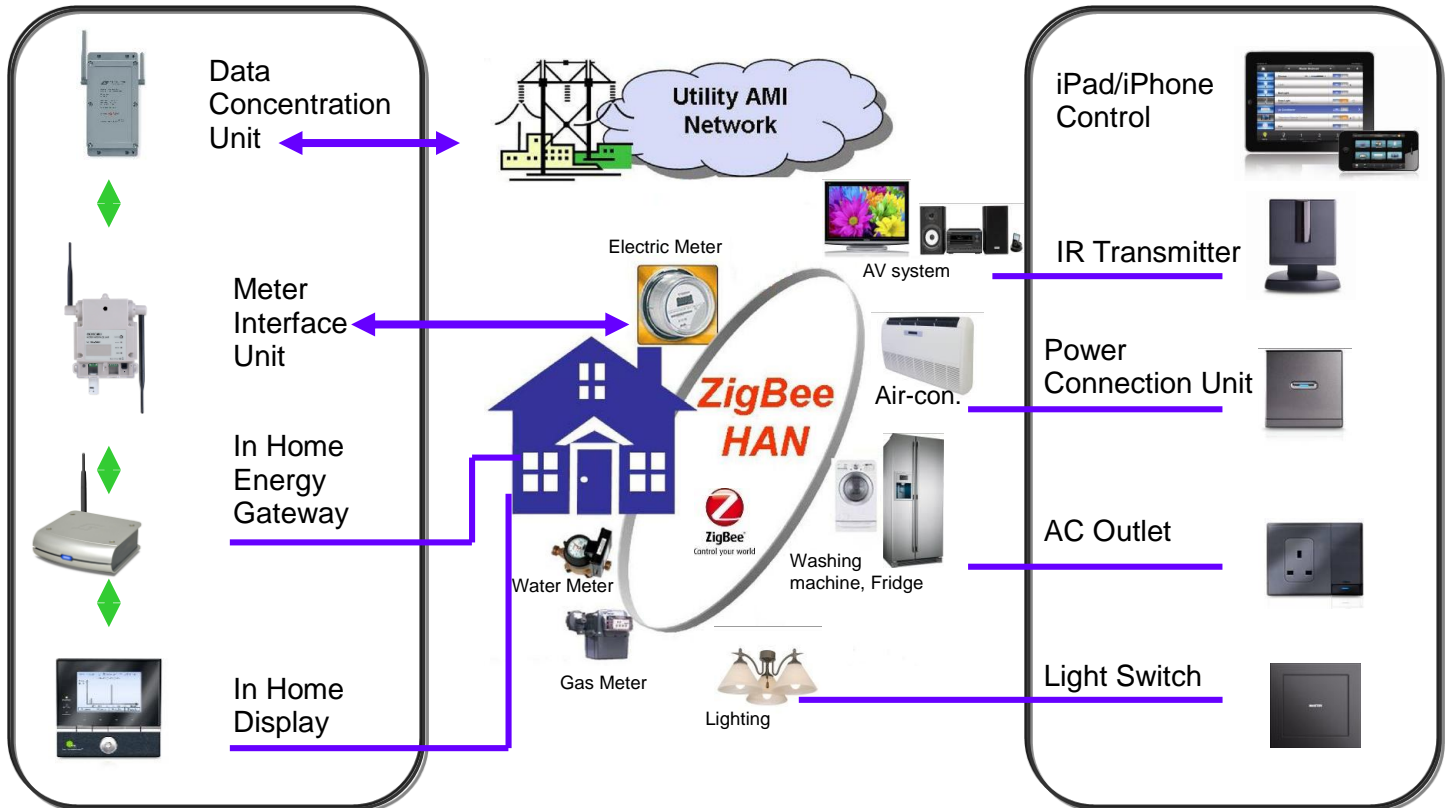 Data
Concentration
Unit
Meter
Interface
Unit
In Home
Energy
Gateway
In Home
Display
Utility AMI
Network
Electric Meter
AV system
Air-con.
ZigBee
HAN
ZigBee
Control your world
Water Meter
Washing
machine, Fridge
Gas Meter
Lighting
iPad/iPhone
Control
IR Transmitter
Power
Connection Unit
AC Outlet
Light Switch
MASTER